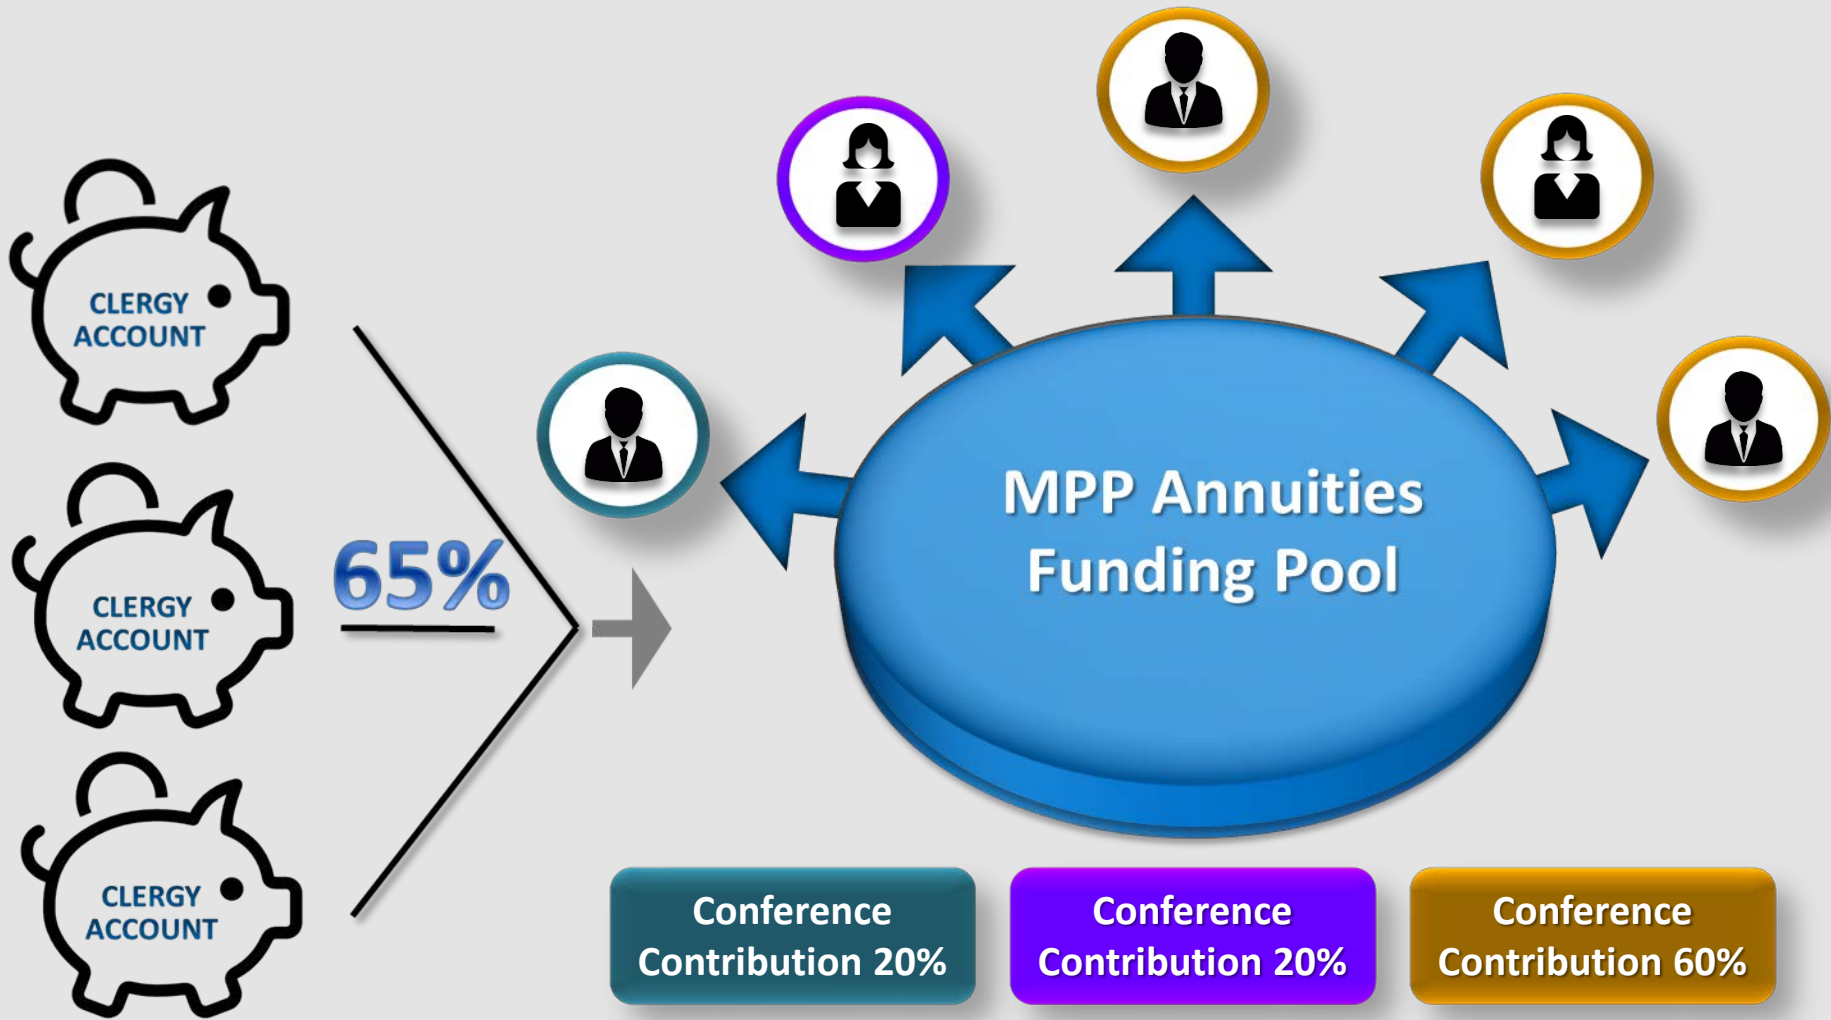 CLERGY
ACCOUNT
CLERGY
ACCOUNT
CLERGY
ACCOUNT
65%
MPP Annuities
Funding Pool
Conference
Contribution 20%
Conference
Contribution 20%
Conference
Contribution 60%